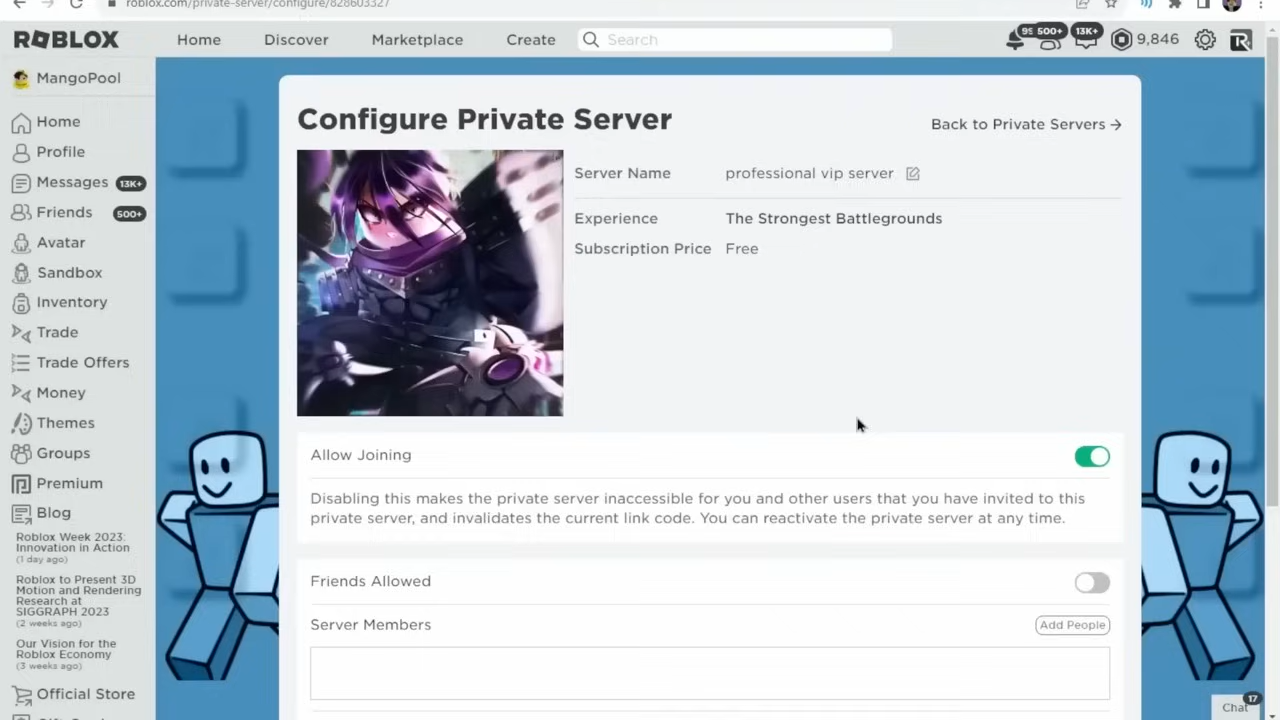 roblox.com/private-server/configure/828603327
ROBLOX
Home
Discover
Marketplace
Create
Search
500+
13K+
9,846
MangoPool
Home
Profile
Messages 13K+
Friends 500+
Avatar
Sandbox
Inventory
Trade
Trade Offers
Money
Themes
Groups
Premium
Blog
Roblox Week 2023:
Innovation in Action
(1 day ago)
Roblox to Present 3D
Motion and Rendering
Research at
SIGGRAPH 2023
(2 weeks ago)
Our Vision for the
Roblox Economy
(3 weeks ago)
Official Store
Configure Private Server
Back to Private Servers →
Server Name professional vip server
Experience The Strongest Battlegrounds
Subscription Price Free
Allow Joining
Disabling this makes the private server inaccessible for you and other users that you have invited to this
private server, and invalidates the current link code. You can reactivate the private server at any time.
Friends Allowed
Server Members
Add People
Chat 17